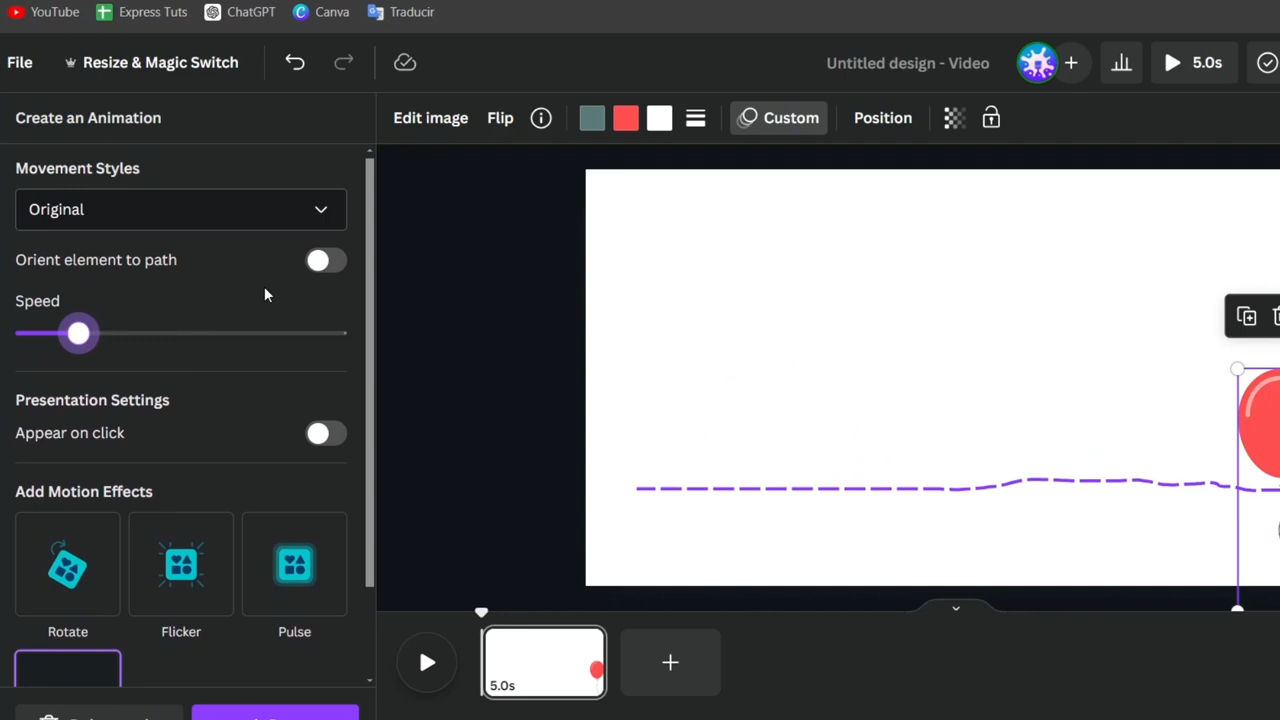 YouTube Express Tuts ChatGPT Canva Traducir
File Resize & Magic Switch Untitled design - Video 5.0s
Create an Animation Edit image Flip Custom Position
Movement Styles
Original
Orient element to path
Speed
Presentation Settings
Appear on click
Add Motion Effects
Rotate Flicker Pulse
5.0s